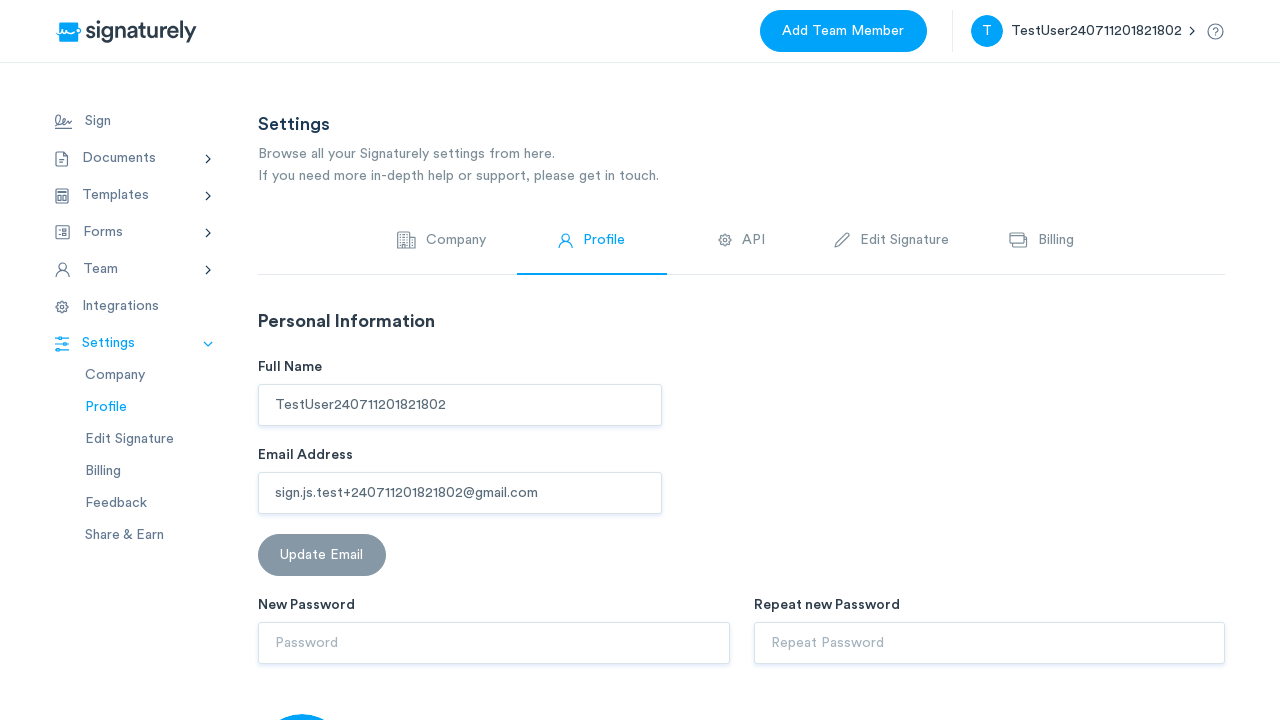 signaturely
Add Team Member
T
TestUser240711201821802
Sign
Documents
Templates
Forms
Team
Integrations
Settings
Company
Profile
Edit Signature
Billing
Feedback
Share & Earn
Settings
Browse all your Signaturely settings from here.
If you need more in-depth help or support, please get in touch.
Company
Profile
API
Edit Signature
Billing
Personal Information
Full Name
TestUser240711201821802
Email Address
sign.js.test+240711201821802@gmail.com
Update Email
New Password
Password
Repeat new Password
Repeat Password